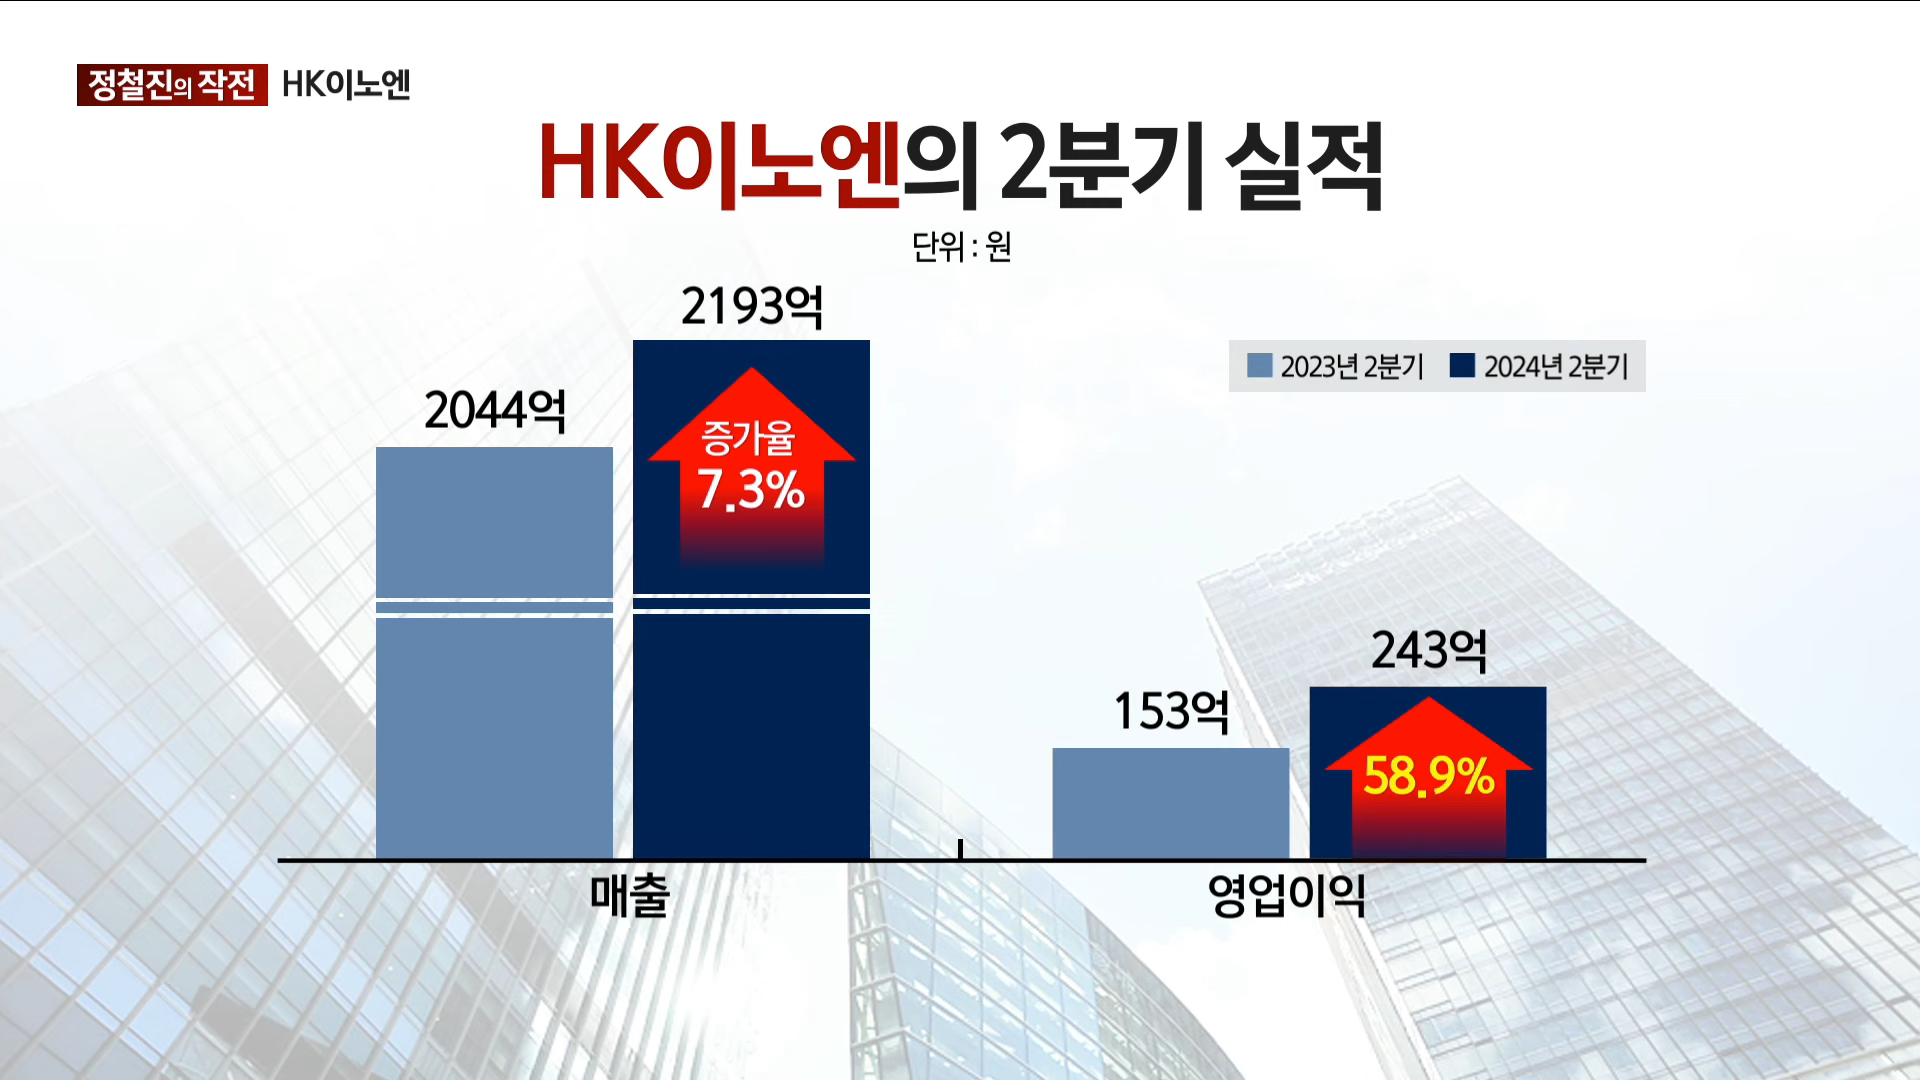 정철진의 작전 HK이노엔
HK이노엔의 2분기 실적
단위 : 원
2044억
2193억
증가율
7.3%
2023년 2분기 2024년 2분기
153억
243억
58.9%
매출
영업이익